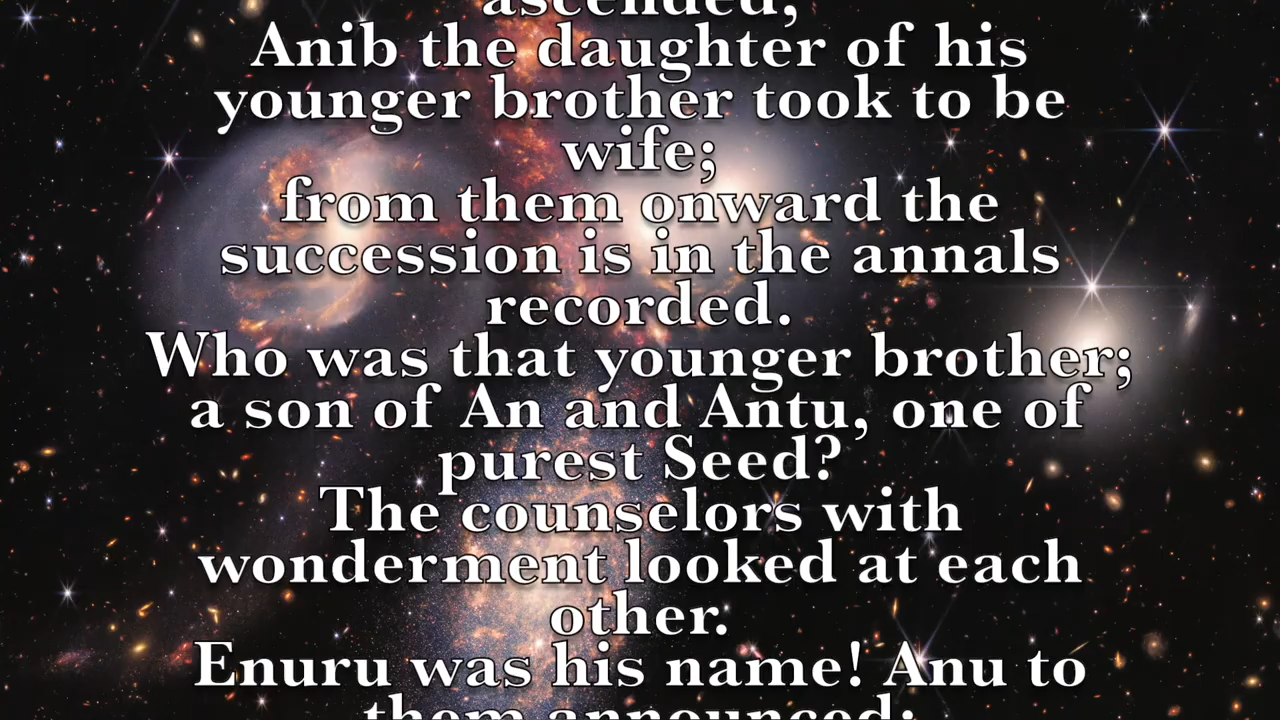 ascended,
Anib the daughter of his
younger brother took to be
wife;
from them onward the
succession is in the annals
recorded.
Who was that younger brother;
a son of An and Antu, one of
purest Seed?
The counselors with
wonderment looked at each
other.
Enuru was his name! Anu to
them announced;